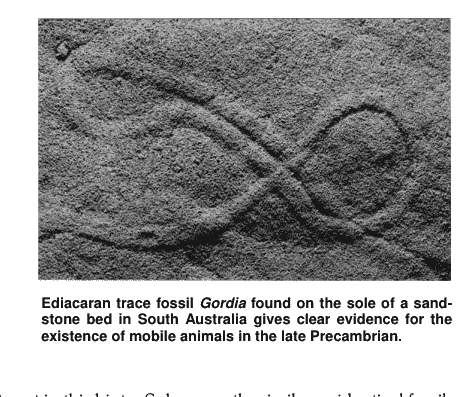 Ediacaran trace fossil Gordia found on the sole of a sand-
stone bed in South Australia gives clear evidence for the
existence of mobile animals in the late Precambrian.